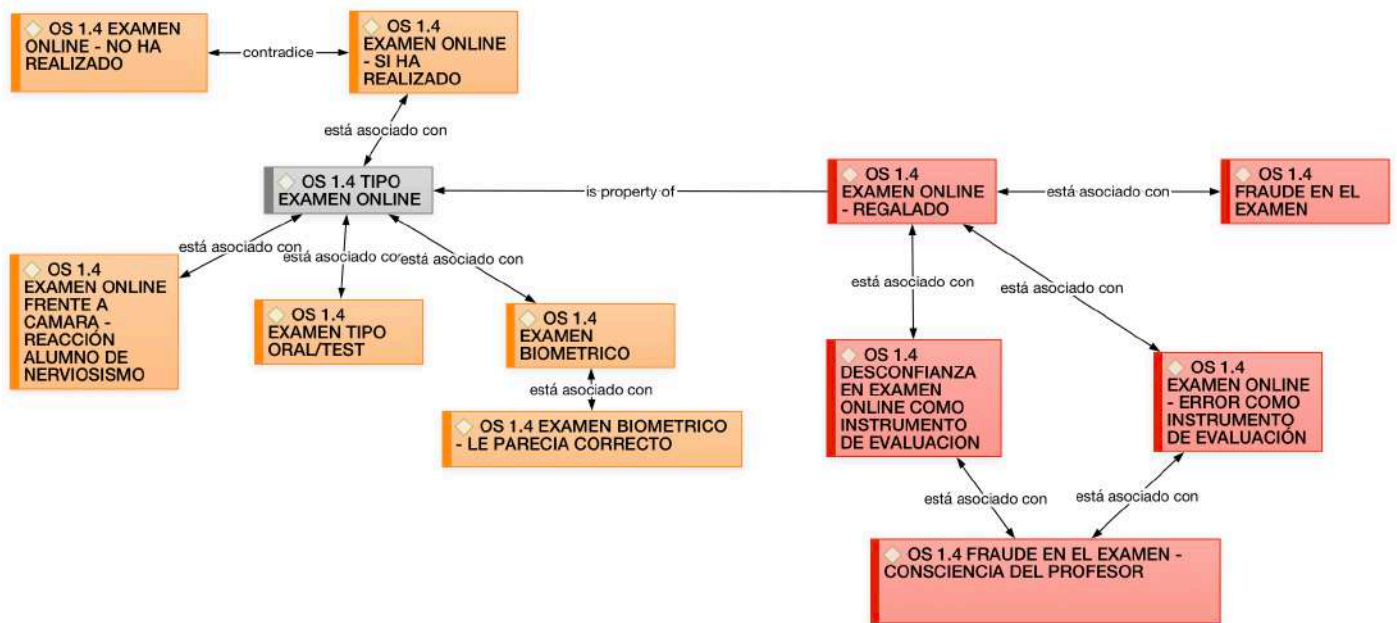 OS 1.4 EXAMEN
ONLINE - NO HA
REALIZADO
contradice
OS 1.4
EXAMEN ONLINE
- SI HA
REALIZADO
está asociado con
OS 1.4 TIPO
EXAMEN ONLINE
is property of
OS 1.4
EXAMEN ONLINE
- REGALADO
está asociado con
OS 1.4
FRAUDE EN EL
EXAMEN
está asociado con
está asociado con
está asociado con
OS 1.4
EXAMEN ONLINE
FRENTE A
CAMARA -
REACCIÓN
ALUMNO DE
NERVIOSISMO
OS 1.4
EXAMEN TIPO
ORAL/TEST
OS 1.4
EXAMEN
BIOMETRICO
está asociado con
OS 1.4 EXAMEN BIOMETRICO
- LE PARECIA CORRECTO
está asociado con
está asociado con
OS 1.4
DESCONFIANZA
EN EXAMEN
ONLINE COMO
INSTRUMENTO
DE EVALUACION
OS 1.4
EXAMEN ONLINE
- ERROR COMO
INSTRUMENTO
DE EVALUACIÓN
está asociado con
está asociado con
OS 1.4 FRAUDE EN EL EXAMEN -
CONSCIENCIA DEL PROFESOR